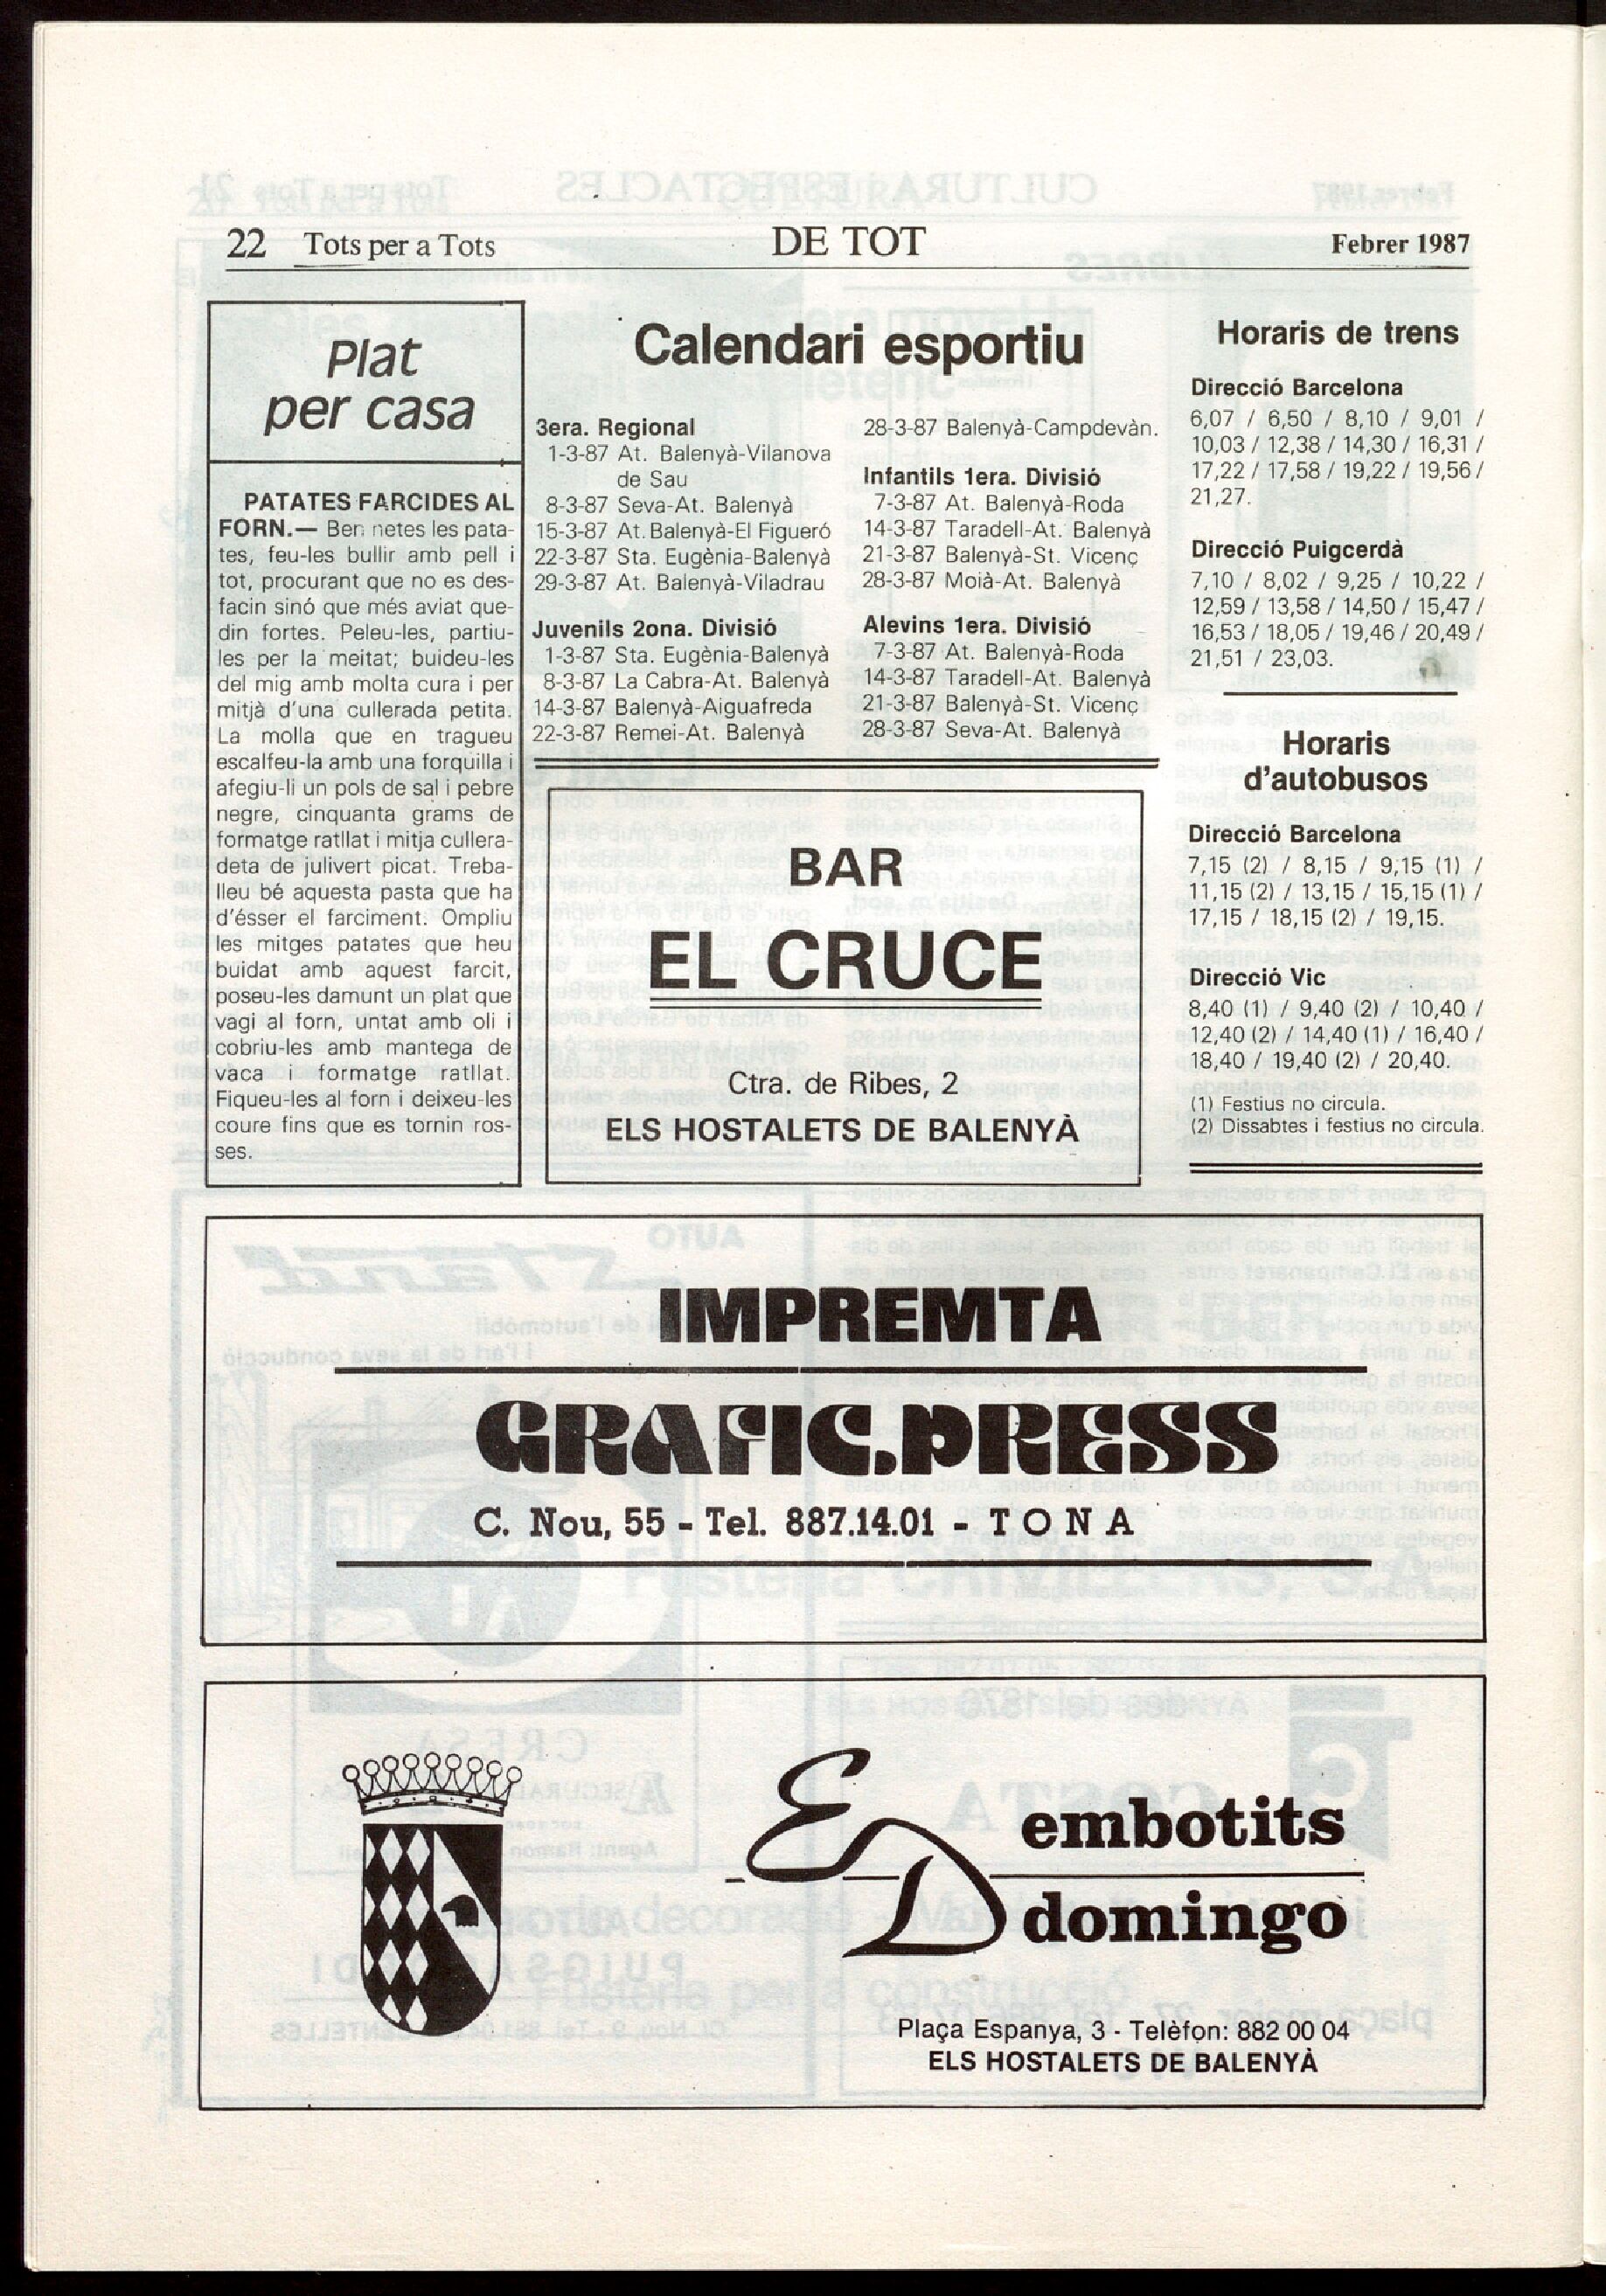 22 Tots per a Tots
DE TOT
Febrer 1987
Plat
per casa
PATATES FARCIDES AL
FORN.— Ben netes les pata-
tes, feu-les bullir amb pell i
tot, procurant que no es des-
facin sinó que més aviat que-
din fortes. Peleu-les, partiu-
les per la meitat; buideu-les
del mig amb molta cura i per
mitjà d'una cullerada petita.
La molla que en tragueu
escalfeu-la amb una forquilla i
afegiu-li un pols de sal i pebre
negre, cinquanta grams de
formatge ratllat i mitja cullera-
deta de julivert picat. Treba-
lleu bé aquesta pasta que ha
d'ésser el farciment. Ompliu
les mitges patates que heu
buidat amb aquest farcit,
poseu-les damunt un plat que
vagi al forn, untat amb oli i
cobriu-les amb mantega de
vaca i formatge ratllat.
Fiqueu-les al forn i deixeu-les
coure fins que es tornin ros-
ses.
Calendari esportiu
3era. Regional
1-3-87 At. Balenyà-Vilanova
de Sau
8-3-87 Seva-At. Balenyà
15-3-87 At. Balenyà-El Figueró
22-3-87 Sta. Eugènia-Balenyà
29-3-87 At. Balenyà-Viladrau
Juvenils 2ona. Divisió
1-3-87 Sta. Eugènia-Balenyà
8-3-87 La Cabra-At. Balenyà
14-3-87 Balenyà-Aiguafreda
22-3-87 Remei-At. Balenyà
28-3-87 Balenyà-Campdevàn.
Infantils 1era. Divisió
7-3-87 At. Balenyà-Roda
14-3-87 Taradell-At. Balenyà
21-3-87 Balenyà-St. Vicenç
28-3-87 Moià-At. Balenyà
Alevins 1era. Divisió
7-3-87 At. Balenyà-Roda
14-3-87 Taradell-At. Balenyà
21-3-87 Balenyà-St. Vicenç
28-3-87 Seva-At. Balenyà
BAR
EL CRUCE
Ctra. de Ribes, 2
ELS HOSTALETS DE BALENYÀ
Horaris de trens
Direcció Barcelona
6,07 / 6,50 / 8,10 / 9,01 /
10,03 / 12,38 / 14,30 / 16,31 /
17,22 / 17,58 / 19,22 / 19,56 /
21,27.
Direcció Puigcerdà
7,10 / 8,02 / 9,25 / 10,22 /
12,59 / 13,58 / 14,50 / 15,47 /
16,53 / 18,05 / 19,46 / 20,49 /
21,51 / 23,03.
Horaris
d'autobusos
Direcció Barcelona
7,15 (2) / 8,15 / 9,15 (1) /
11,15 (2) / 13,15 / 15,15 (1) /
17,15 / 18,15 (2) / 19,15.
Direcció Vic
8,40 (1) / 9,40 (2) / 10,40 /
12,40 (2) / 14,40 (1) / 16,40 /
18,40 / 19,40 (2) / 20,40.
(1) Festius no circula.
(2) Dissabtes i festius no circula.
IMPREMTA
GRAFIC.PRESS
C. Nou, 55 - Tel. 887.14.01 - TONA
ED
embotits
domingo
Plaça Espanya, 3 - Telèfon: 882 00 04
ELS HOSTALETS DE BALENYÀ